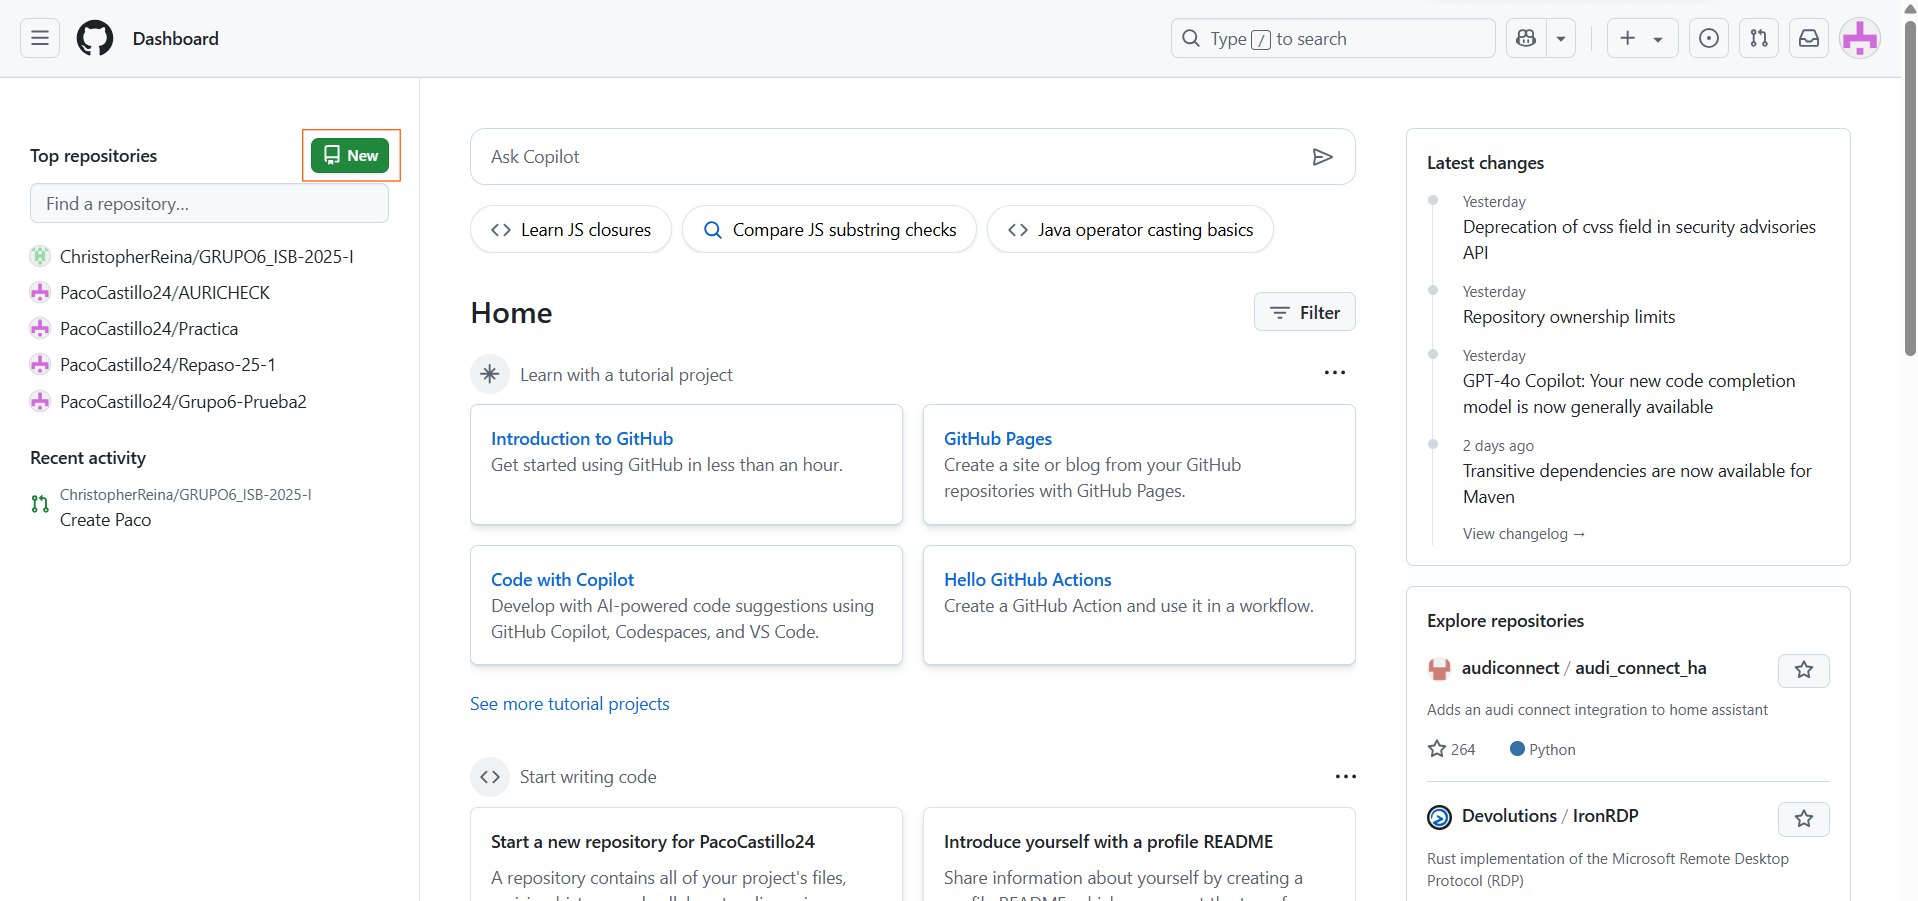 Dashboard
Type / to search
Top repositories
New
Find a repository...
ChristopherReina/GRUPO6_ISB-2025-I
PacoCastillo24/AURICHECK
PacoCastillo24/Practica
PacoCastillo24/Repaso-25-1
PacoCastillo24/Grupo6-Prueba2
Recent activity
ChristopherReina/GRUPO6_ISB-2025-I
Create Paco
Ask Copilot
Learn JS closures
Compare JS substring checks
Java operator casting basics
Home
Filter
Learn with a tutorial project
Introduction to GitHub
Get started using GitHub in less than an hour.
GitHub Pages
Create a site or blog from your GitHub
repositories with GitHub Pages.
Code with Copilot
Develop with AI-powered code suggestions using
GitHub Copilot, Codespaces, and VS Code.
Hello GitHub Actions
Create a GitHub Action and use it in a workflow.
See more tutorial projects
Start writing code
Start a new repository for PacoCastillo24
A repository contains all of your project's files,
Introduce yourself with a profile README
Share information about yourself by creating a
Latest changes
Yesterday
Deprecation of cvss field in security advisories
API
Yesterday
Repository ownership limits
Yesterday
GPT-4o Copilot: Your new code completion
model is now generally available
2 days ago
Transitive dependencies are now available for
Maven
View changelog →
Explore repositories
audiconnect / audi_connect_ha
Adds an audi connect integration to home assistant
264
Python
Devolutions / IronRDP
Rust implementation of the Microsoft Remote Desktop
Protocol (RDP)